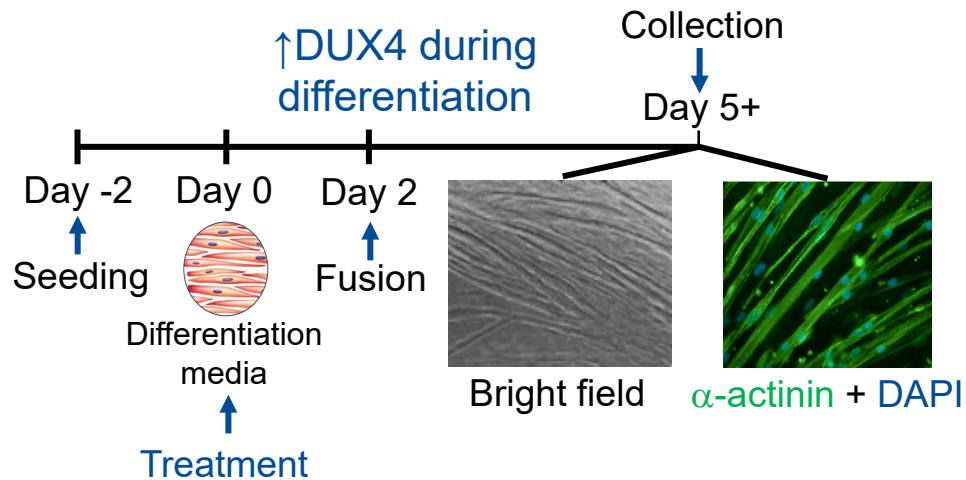 ↑DUX4 during
differentiation
Collection
Day 5+
Day -2
Day 0
Day 2
Seeding
Fusion
Differentiation
media
Treatment
Bright field
α-actinin + DAPI